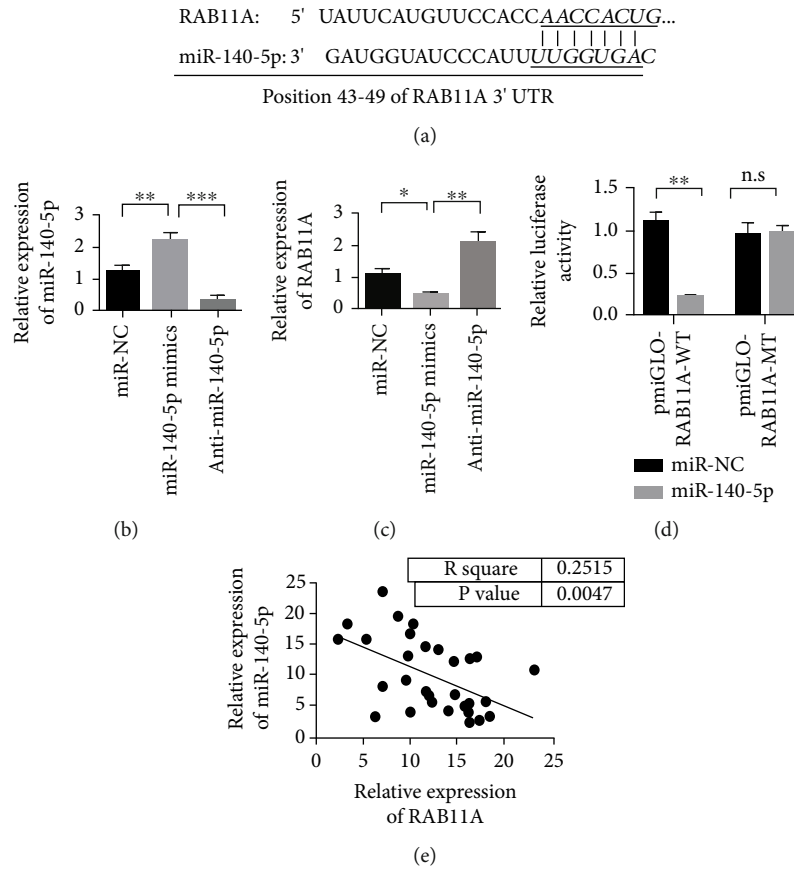 RAB11A: 5' UAUUCAUGUUCCACCAACCACUG...
miR-140-5p: 3' GAUGGUAUCCCAUUUUGGUGAC
Position 43-49 of RAB11A 3' UTR
(a)
Relative expression
of miR-140-5p
3
2
1
0
**
***
miR-NC
miR-140-5p mimics
Anti-miR-140-5p
(b)
Relative expression
of RAB11A
3
2
1
0
*
**
miR-NC
miR-140-5p mimics
Anti-miR-140-5p
(c)
Relative luciferase
activity
1.5
1.0
0.5
0.0
**
n.s
pmiGLO-
RAB11A-WT
pmiGLO-
RAB11A-MT
miR-NC
miR-140-5p
(d)
Relative expression
of miR-140-5p
25
20
15
10
5
0
R square 0.2515
P value 0.0047
0 5 10 15 20 25
Relative expression
of RAB11A
(e)